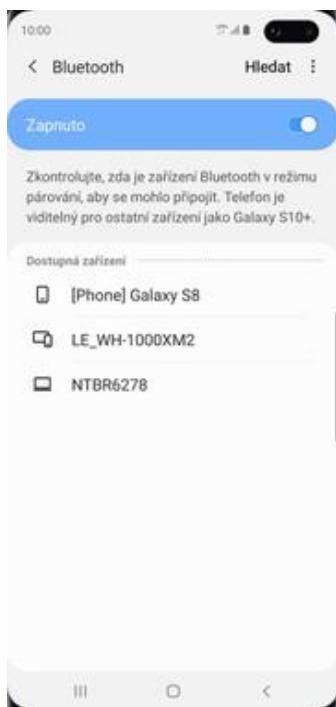 10:00
Bluetooth Hledat
Zapnuto
Zkontrolujte, zda je zařízení Bluetooth v režimu
párování, aby se mohlo připojit. Telefon je
viditelný pro ostatní zařízení jako Galaxy S10+.
Dostupná zařízení
[Phone] Galaxy S8
LE_WH-1000XM2
NTBR6278